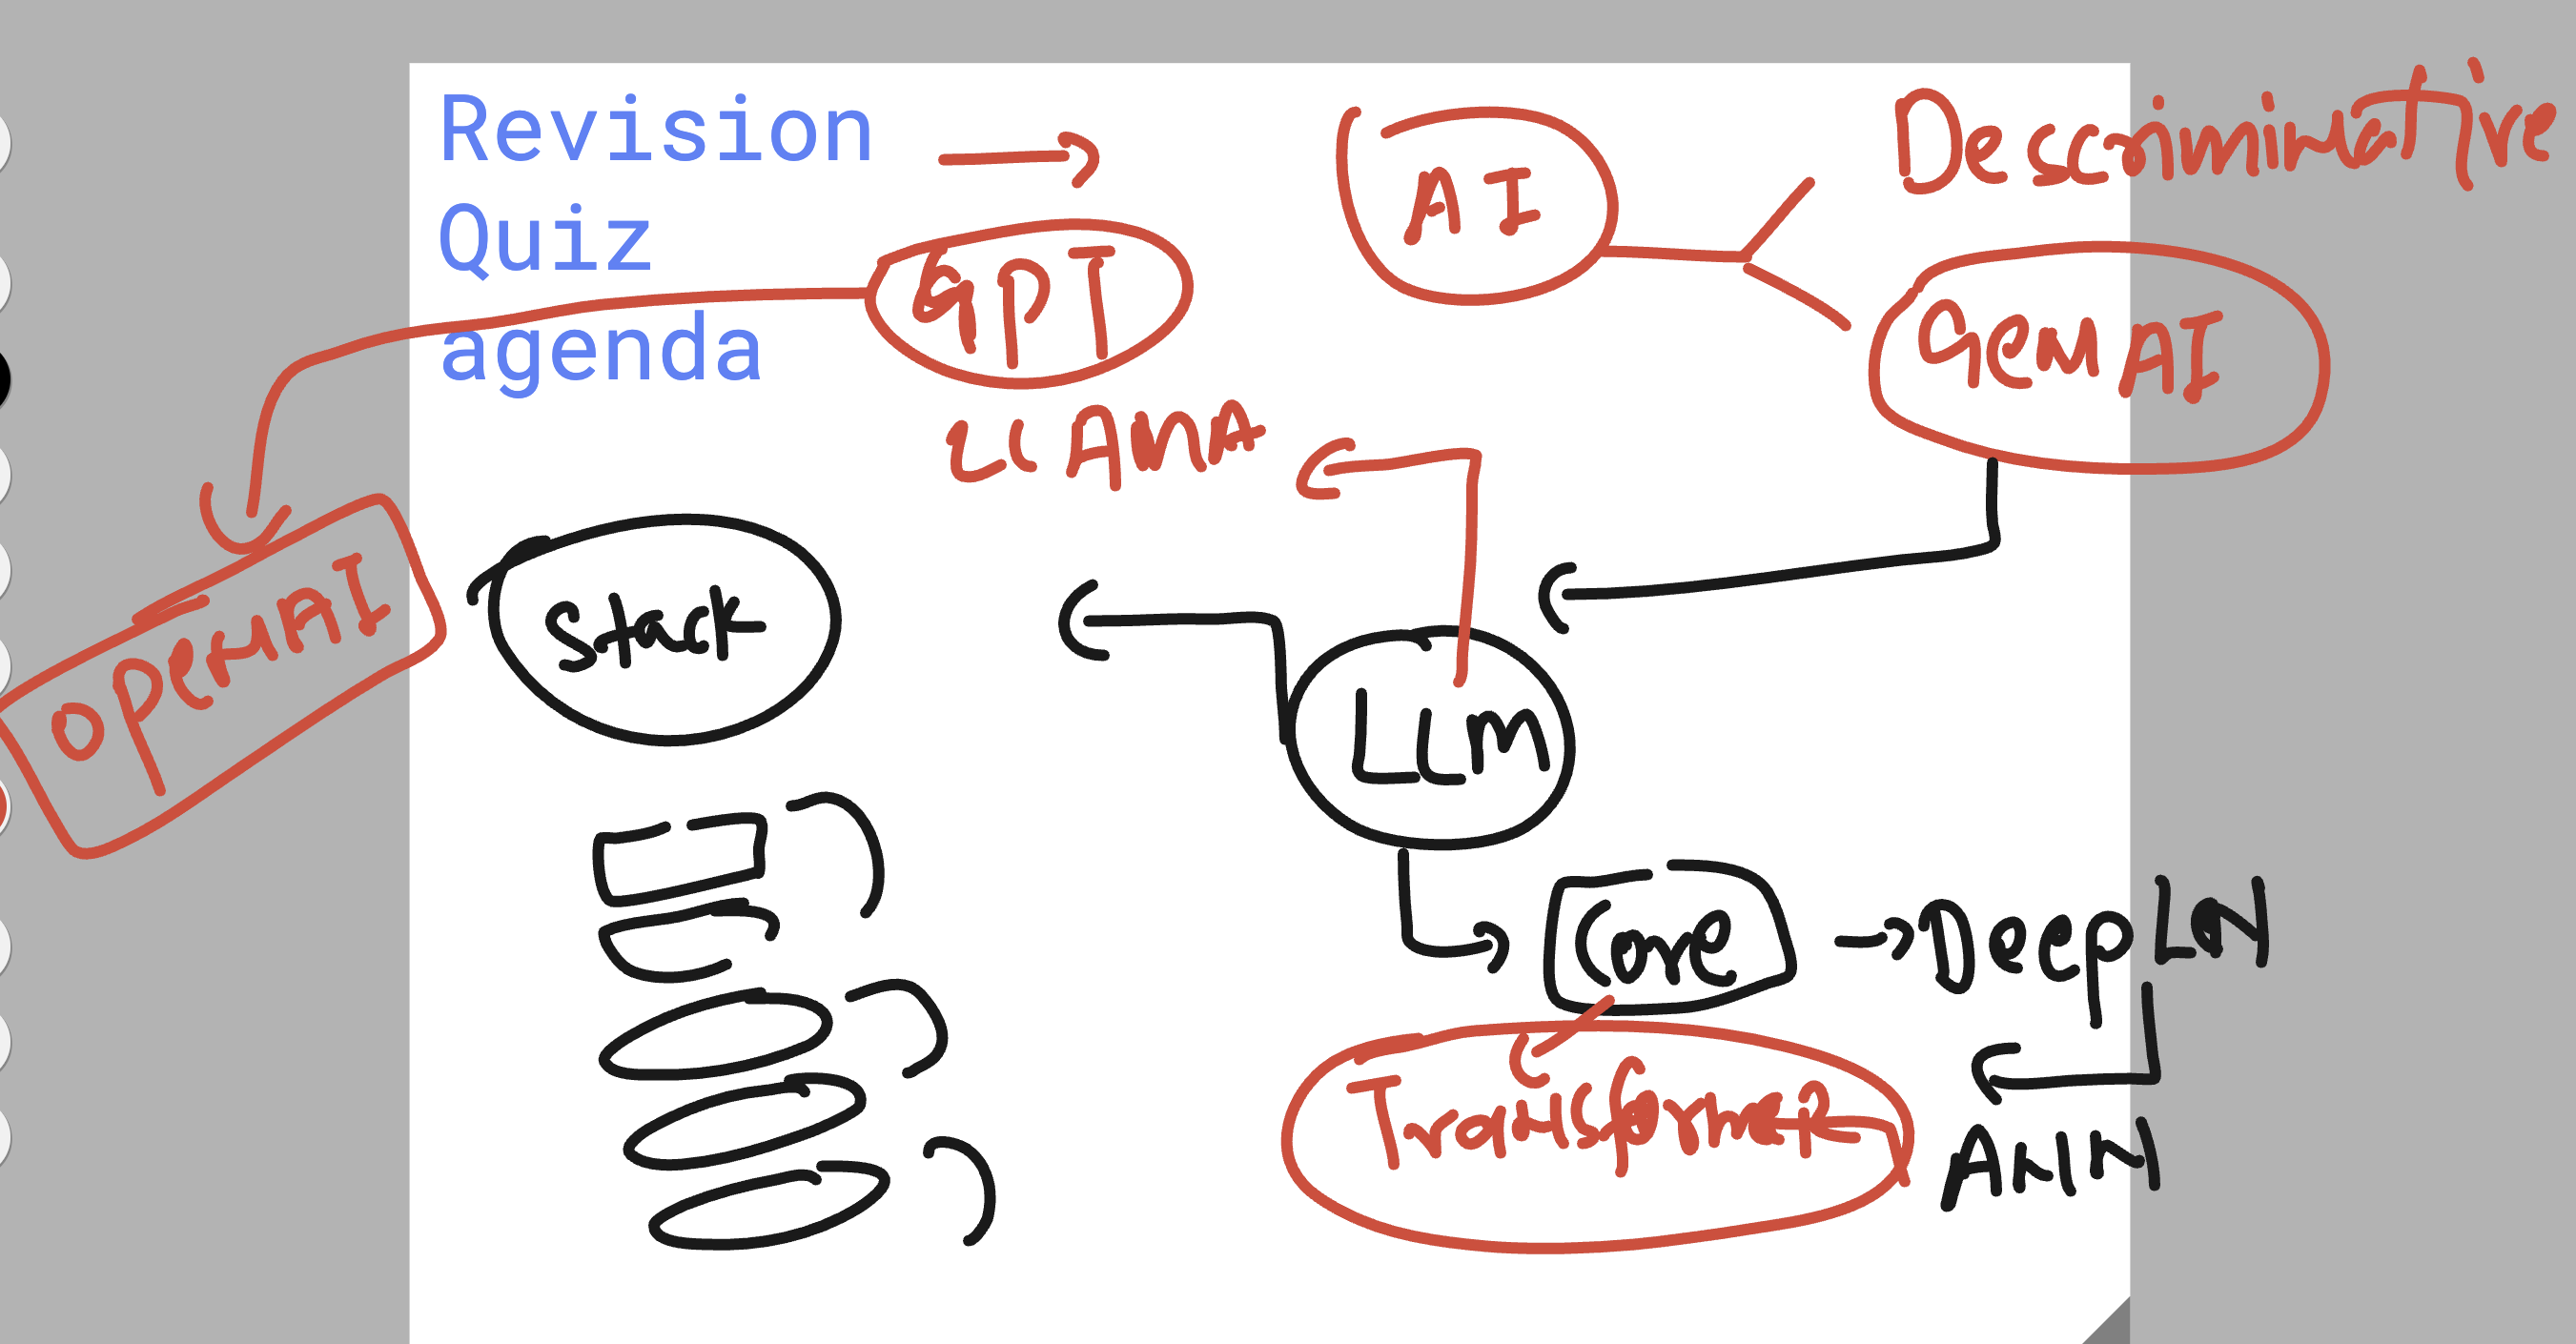 Revision
Quiz
agenda
AI
Descriminative
GenAI
GPT
LLAMA
OPenAI
Stack
LLM
Core
DeepLN
Transformer
ANN